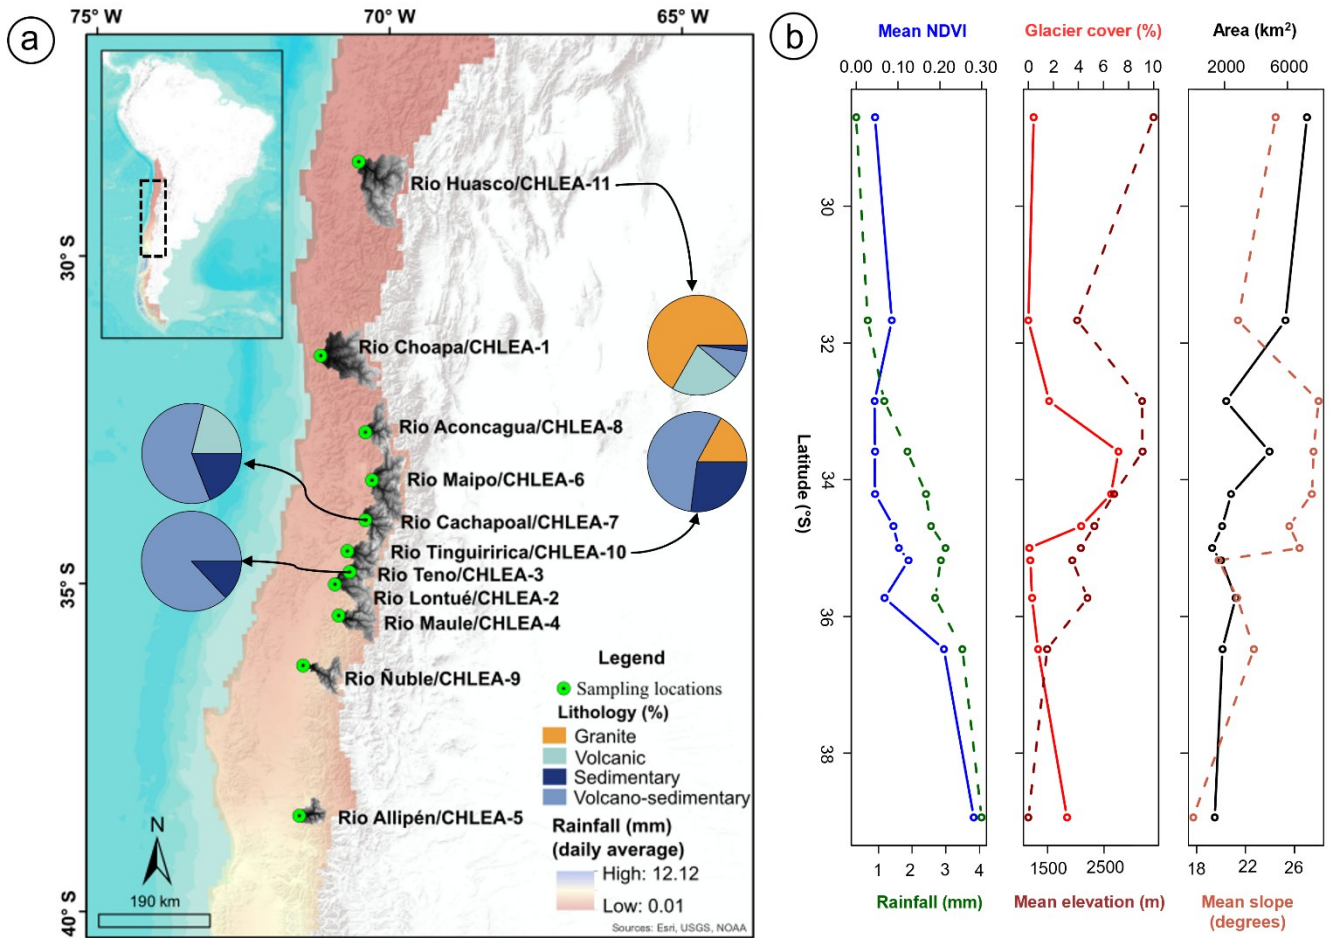 a
75°W
70°W
65°W
30° S
35°S
40° S
Rio Huasco/CHLEA-11
Rio Choapa/CHLEA-1
Rio Aconcagua/CHLEA-8
Rio Maipo/CHLEA-6
Rio Cachapoal/CHLEA-7
Rio Tinguiririca/CHLEA-10
Rio Teno/CHLEA-3
Rio Lontué/CHLEA-2
Rio Maule/CHLEA-4
Rio Ñuble/CHLEA-9
Rio Allipén/CHLEA-5
Legend
Sampling locations
Lithology (%)
Granite
Volcanic
Sedimentary
Volcano-sedimentary
Rainfall (mm)
(daily average)
High: 12.12
Low: 0.01
N
190 km
Sources: Esri, USGS, NOAA
b
Mean NDVI
0.00 0.10 0.20 0.30
Glacier cover (%)
0 2 4 6 8 10
Area (km²)
2000 6000
Latitude (°S)
30
32
34
36
38
1 2 3 4
Rainfall (mm)
1500 2500
Mean elevation (m)
18 22 26
Mean slope
(degrees)